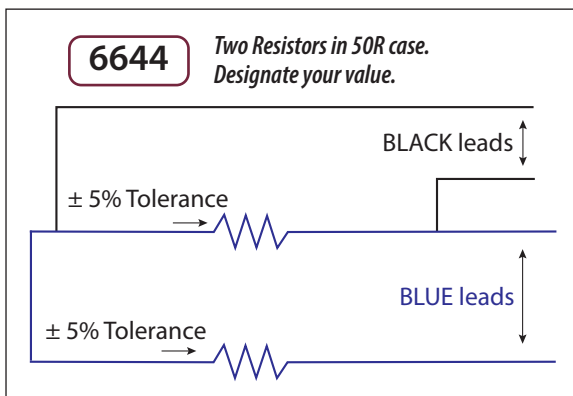 6644
Two Resistors in 50R case.
Designate your value.
BLACK leads
± 5% Tolerance
BLUE leads
± 5% Tolerance